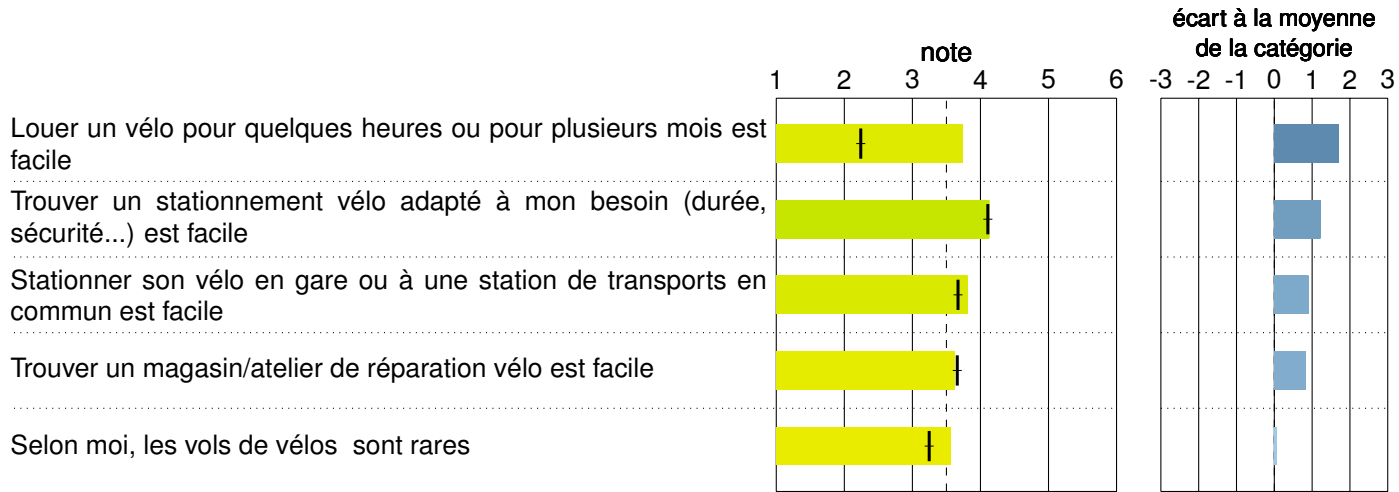 écart à la moyenne
note de la catégorie
1 2 3 4 5 6 -3 -2 -1 0 1 2 3
Louer un vélo pour quelques heures ou pour plusieurs mois est
facile
Trouver un stationnement vélo adapté à mon besoin (durée,
sécurité...) est facile
Stationner son vélo en gare ou à une station de transports en
commun est facile
Trouver un magasin/atelier de réparation vélo est facile
Selon moi, les vols de vélos sont rares